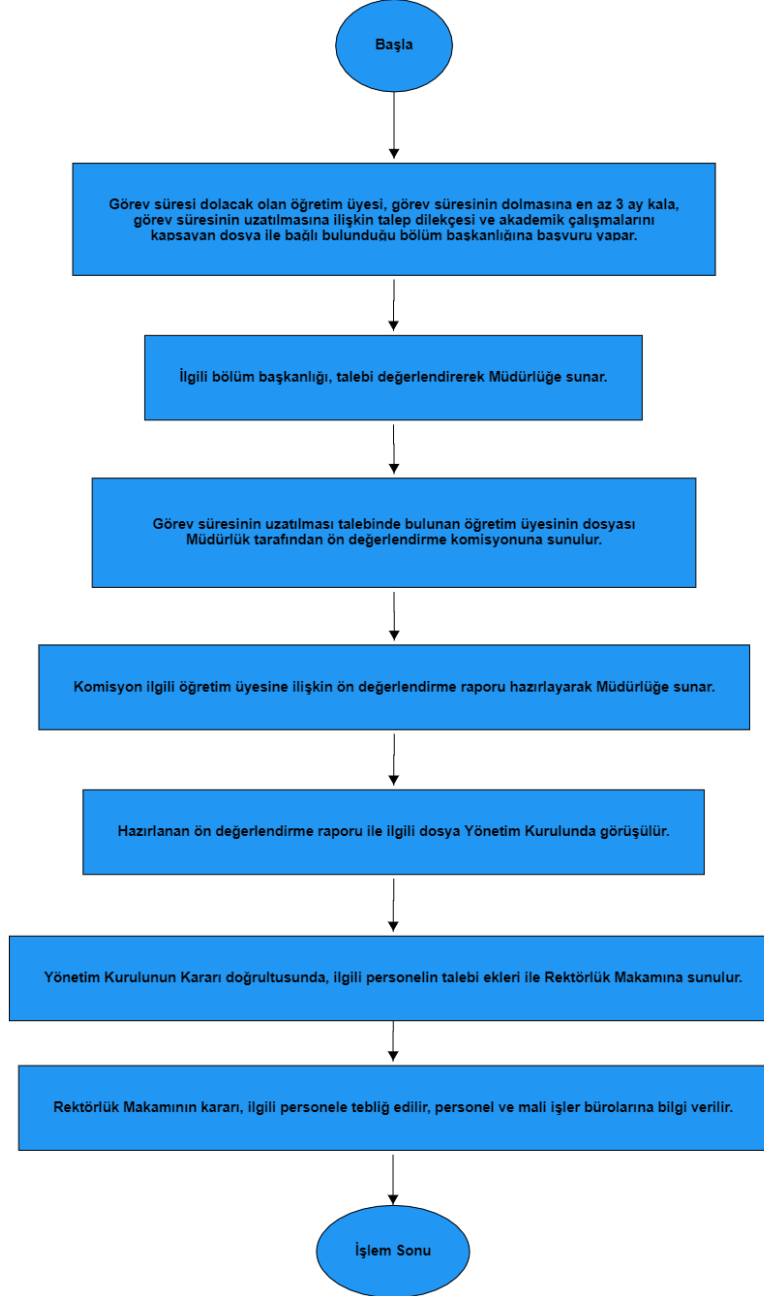 Başla
Görev süresi dolacak olan öğretim üyesi, görev süresinin dolmasına en az 3 ay kala,
görev süresinin uzatılmasına ilişkin talep dilekçesi ve akademik çalışmalarını
kapsayan dosya ile bağlı bulunduğu bölüm başkanlığına başvuru yapar.
İlgili bölüm başkanlığı, talebi değerlendirerek Müdürlüğe sunar.
Görev süresinin uzatılması talebinde bulunan öğretim üyesinin dosyası
Müdürlük tarafından ön değerlendirme komisyonuna sunulur.
Komisyon ilgili öğretim üyesine ilişkin ön değerlendirme raporu hazırlayarak Müdürlüğe sunar.
Hazırlanan ön değerlendirme raporu ile ilgili dosya Yönetim Kurulunda görüşülür.
Yönetim Kurulunun Kararı doğrultusunda, ilgili personelin talebi ekleri ile Rektörlük Makamına sunulur.
Rektörlük Makamının kararı, ilgili personele tebliğ edilir, personel ve mali işler bürolarına bilgi verilir.
İşlem Sonu